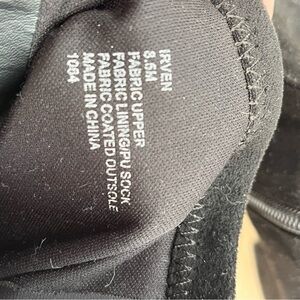 IRVEN
8.5M
FABRIC UPPER
FABRIC LINING/PU SOCK
FABRIC COATED OUTSOLE
MADE IN CHINA
1084